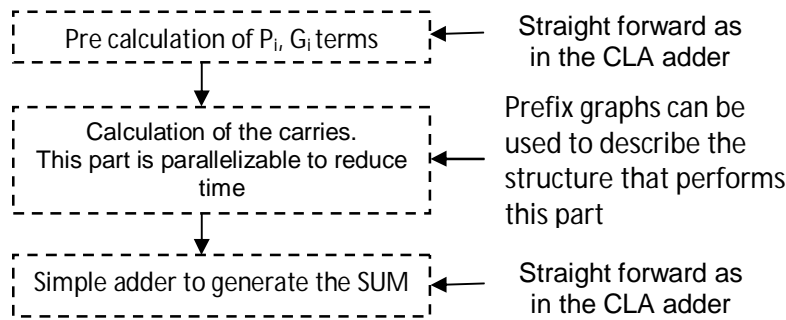 Pre calculation of Pi, Gi terms
Straight forward as
in the CLA adder
Calculation of the carries.
This part is parallelizable to reduce
time
Prefix graphs can be
used to describe the
structure that performs
this part
Simple adder to generate the SUM
Straight forward as
in the CLA adder